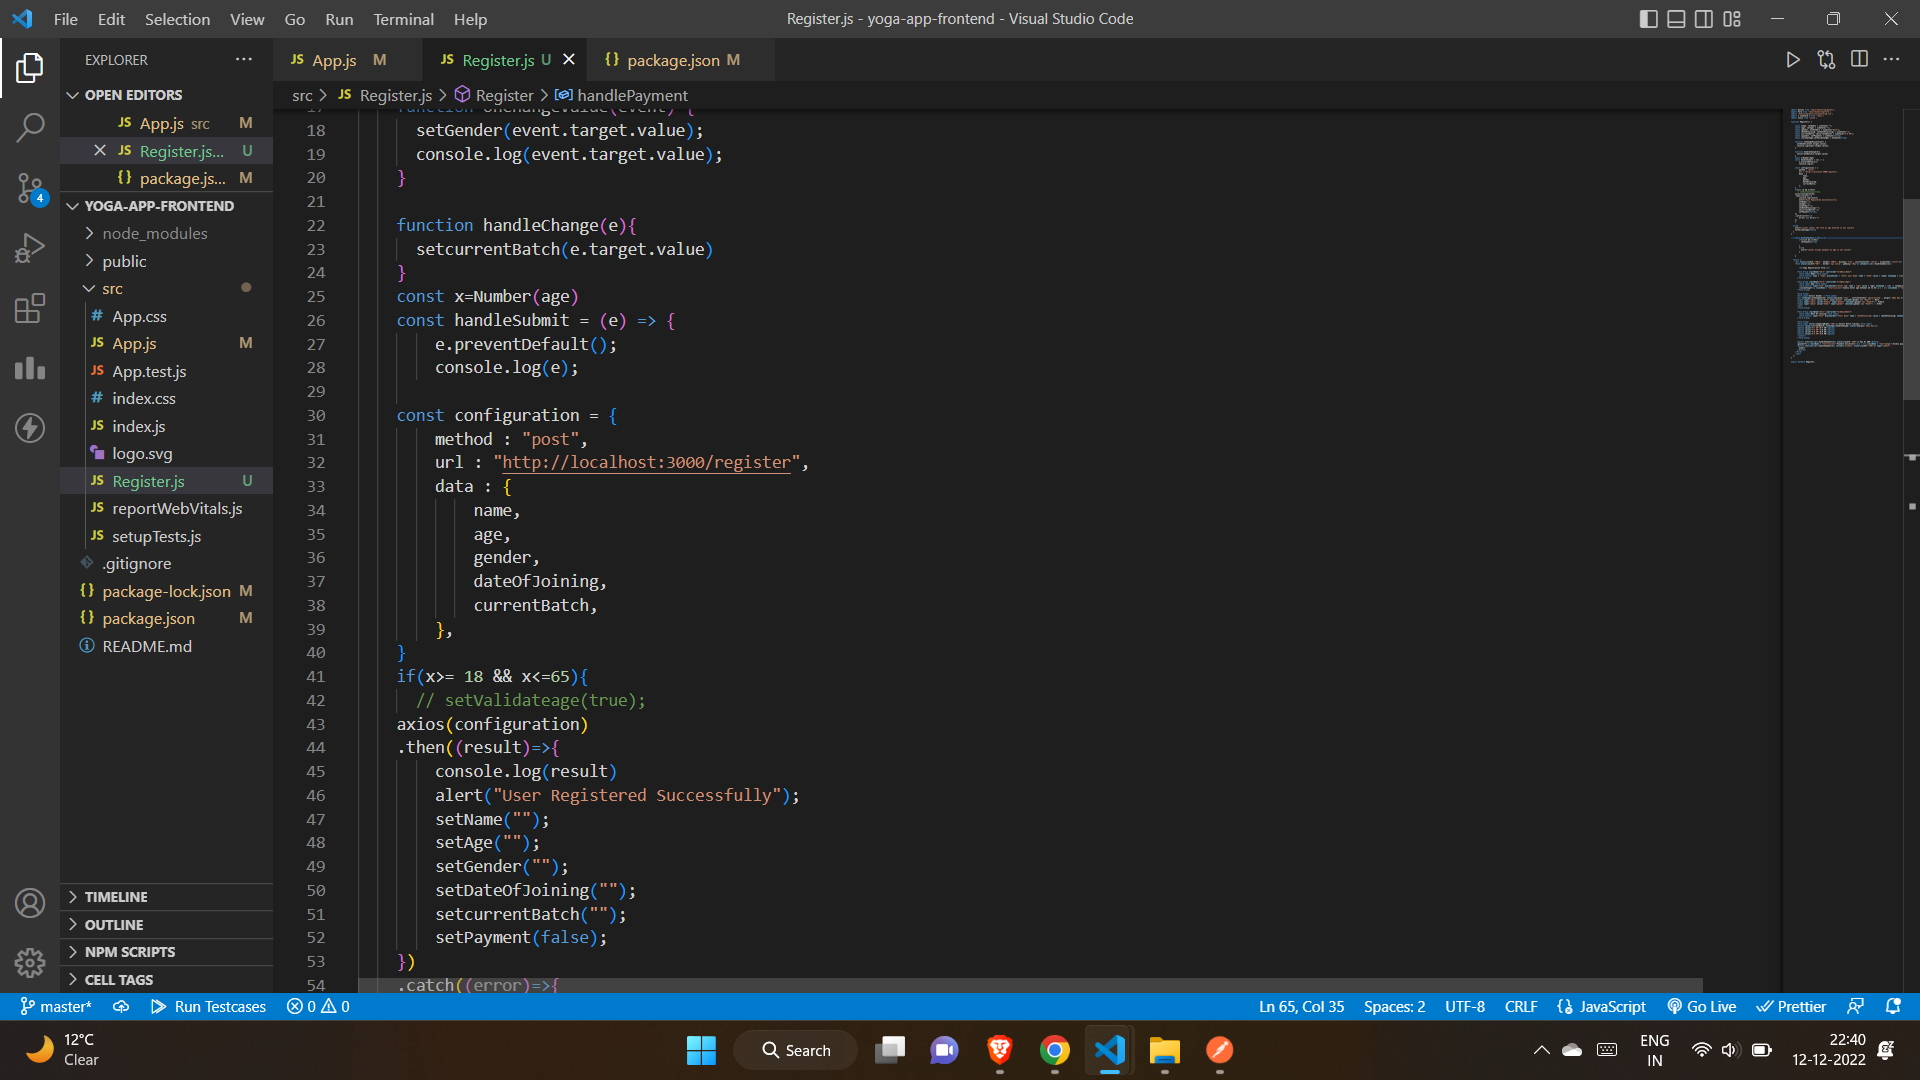 File Edit Selection View Go Run Terminal Help
Register.js - yoga-app-frontend - Visual Studio Code
EXPLORER
JS App.js M
JS Register.js U
{} package.json M
src > JS Register.js > Register > handlePayment
OPEN EDITORS
JS App.js src M
JS Register.js... U
{} package.js... M
YOGA-APP-FRONTEND
node_modules
public
src
# App.css
JS App.js M
JS App.test.js
# index.css
JS index.js
logo.svg
JS Register.js U
JS reportWebVitals.js
JS setupTests.js
.gitignore
{} package-lock.json M
{} package.json M
README.md
TIMELINE
OUTLINE
NPM SCRIPTS
CELL TAGS
4
17 function onChangeValue(event) {
18 setGender(event.target.value);
19 console.log(event.target.value);
20 }
21
22 function handleChange(e){
23 setcurrentBatch(e.target.value)
24 }
25 const x=Number(age)
26 const handleSubmit = (e) => {
27 e.preventDefault();
28 console.log(e);
29
30 const configuration = {
31 method : "post",
32 url : "http://localhost:3000/register",
33 data : {
34 name,
35 age,
36 gender,
37 dateOfJoining,
38 currentBatch,
39 },
40 }
41 if(x>= 18 && x<=65){
42 // setValidateage(true);
43 axios(configuration)
44 .then((result)=>{
45 console.log(result)
46 alert("User Registered Successfully");
47 setName("");
48 setAge("");
49 setGender("");
50 setDateOfJoining("");
51 setcurrentBatch("");
52 setPayment(false);
53 })
54 .catch((error)=>{
master* Run Testcases 0 0
Ln 65, Col 35 Spaces: 2 UTF-8 CRLF {} JavaScript Go Live Prettier
12°C
Clear
Search
ENG
IN
22:40
12-12-2022